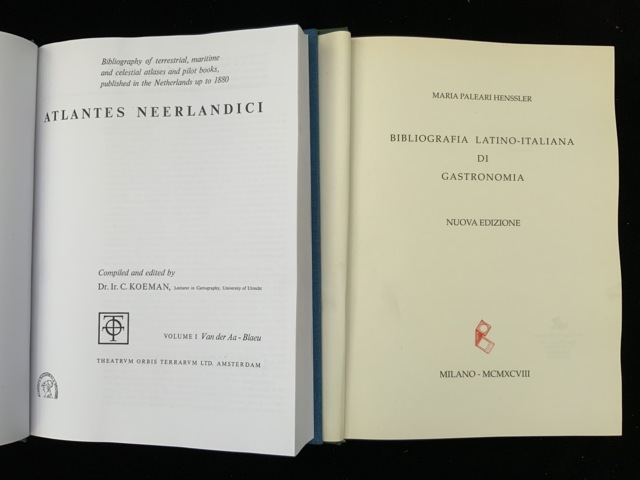 Bibliography of terrestrial, maritime
and celestial atlases and pilot books,
published in the Netherlands up to 1880
ATLANTES NEERLANDICI
Compiled and edited by
Dr. Ir. C. KOEMAN, Lecturer in Cartography, University of Utrecht
VOLUME I Van der Aa - Blaeu
THEATRVM ORBIS TERRARVM LTD. AMSTERDAM
MARIA PALEARI HENSSLER
BIBLIOGRAFIA LATINO-ITALIANA
DI
GASTRONOMIA
NUOVA EDIZIONE
MILANO - MCMXCVIII